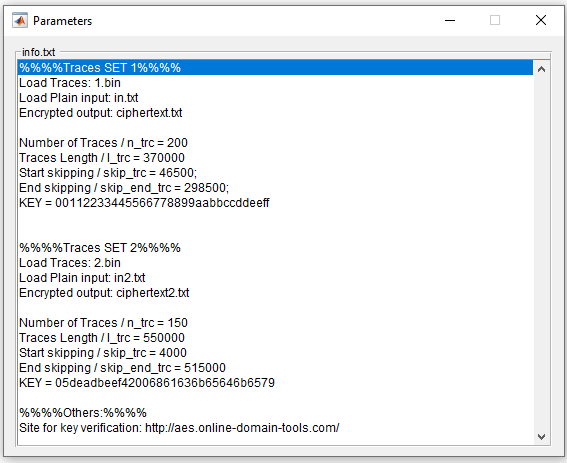 Parameters
info.txt
%%%%Traces SET 1%%%%
Load Traces: 1.bin
Load Plain input: in.txt
Encrypted output: ciphertext.txt
Number of Traces / n_trc = 200
Traces Length / l_trc = 370000
Start skipping / skip_trc = 46500;
End skipping / skip_end_trc = 298500;
KEY = 00112233445566778899aabbccddeeff
%%%%Traces SET 2%%%%
Load Traces: 2.bin
Load Plain input: in2.txt
Encrypted output: ciphertext2.txt
Number of Traces / n_trc = 150
Traces Length / l_trc = 550000
Start skipping / skip_trc = 4000
End skipping / skip_end_trc = 515000
KEY = 05deadbeef42006861636b65646b6579
%%%%Others:%%%%
Site for key verification: http://aes.online-domain-tools.com/